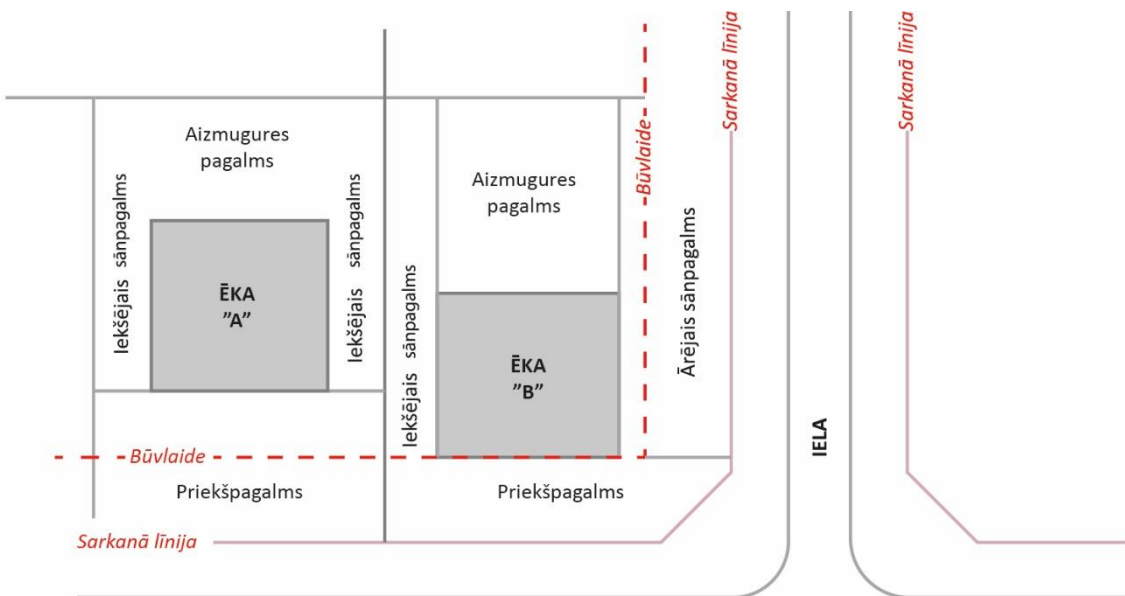 Sarkanā līnija
Sarkanā līnija
Būvlaide
Aizmugures
pagalms
Aizmugures
pagalms
Iekšējais sānpagalms
Iekšējais sānpagalms
Iekšējais sānpagalms
Ārējais sānpagalms
ĒKA
"A"
ĒKA
"B"
IELA
Būvlaide
Priekšpagalms
Priekšpagalms
Sarkanā līnija